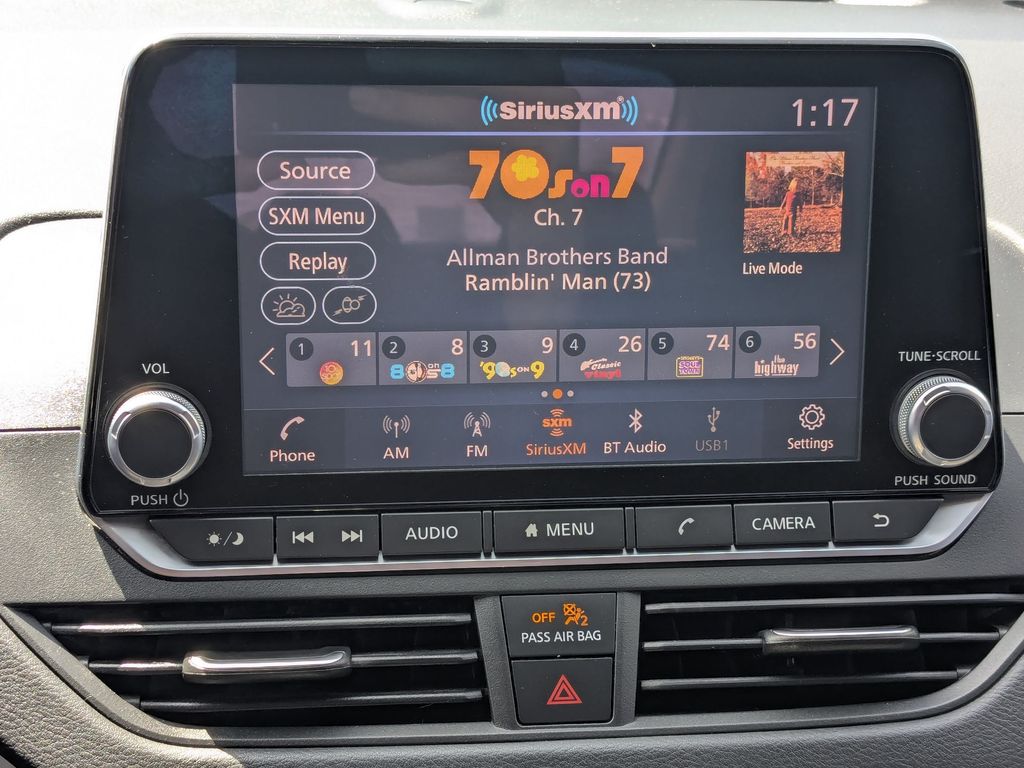 SiriusXM®
1:17
Source
SXM Menu
Replay
70s on 7
Ch. 7
Allman Brothers Band
Ramblin' Man (73)
Live Mode
1 11
2 8
80s on 8
3 9
'90s on 9
4 26
Classic Vinyl
5 74
SOUL TOWN
6 56
the highway
Phone
AM
FM
sxm
SiriusXM
BT Audio
USB1
Settings
VOL
PUSH
TUNE·SCROLL
PUSH SOUND
AUDIO
MENU
CAMERA
OFF 2
PASS AIR BAG